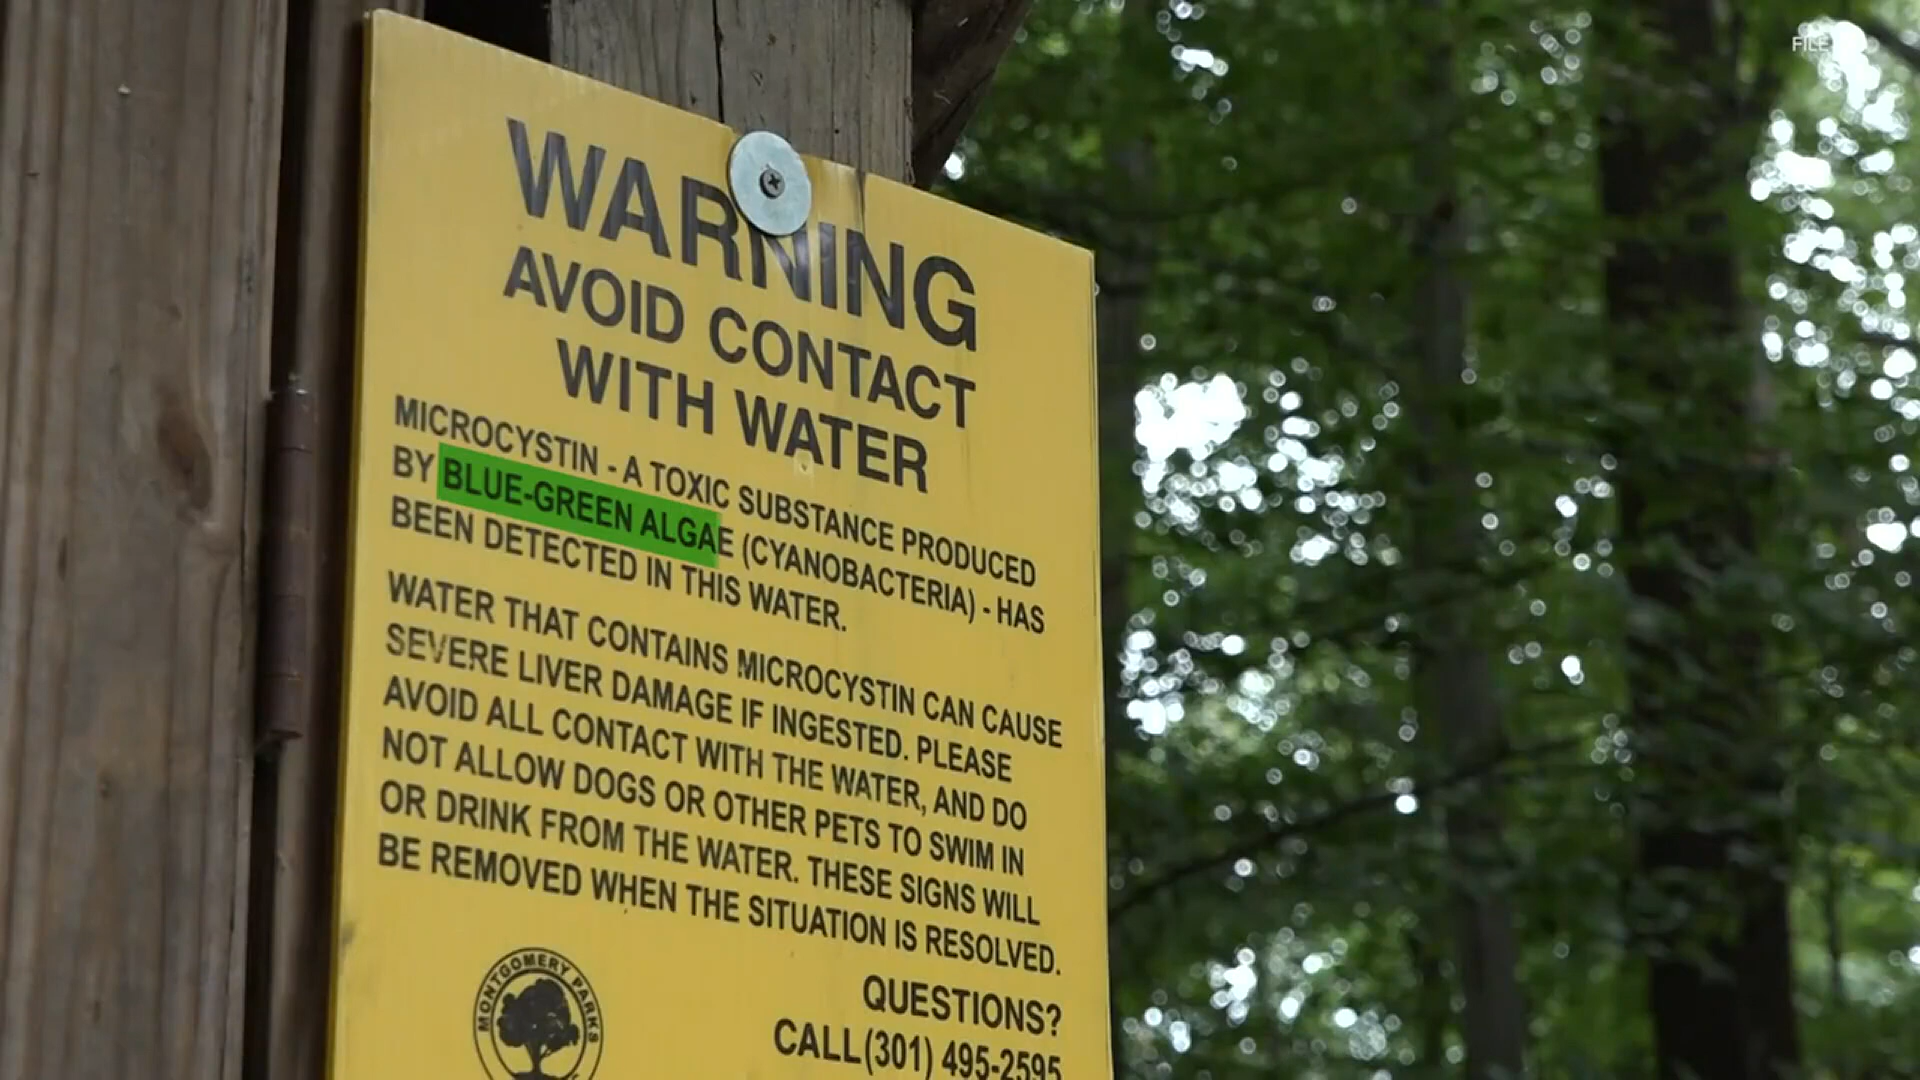 FILE
WARNING
AVOID CONTACT
WITH WATER
MICROCYSTIN - A TOXIC SUBSTANCE PRODUCED
BY BLUE-GREEN ALGAE (CYANOBACTERIA) - HAS
BEEN DETECTED IN THIS WATER.
WATER THAT CONTAINS MICROCYSTIN CAN CAUSE
SEVERE LIVER DAMAGE IF INGESTED. PLEASE
AVOID ALL CONTACT WITH THE WATER, AND DO
NOT ALLOW DOGS OR OTHER PETS TO SWIM IN
OR DRINK FROM THE WATER. THESE SIGNS WILL
BE REMOVED WHEN THE SITUATION IS RESOLVED.
MONTGOMERY PARKS
QUESTIONS?
CALL (301) 495-2595